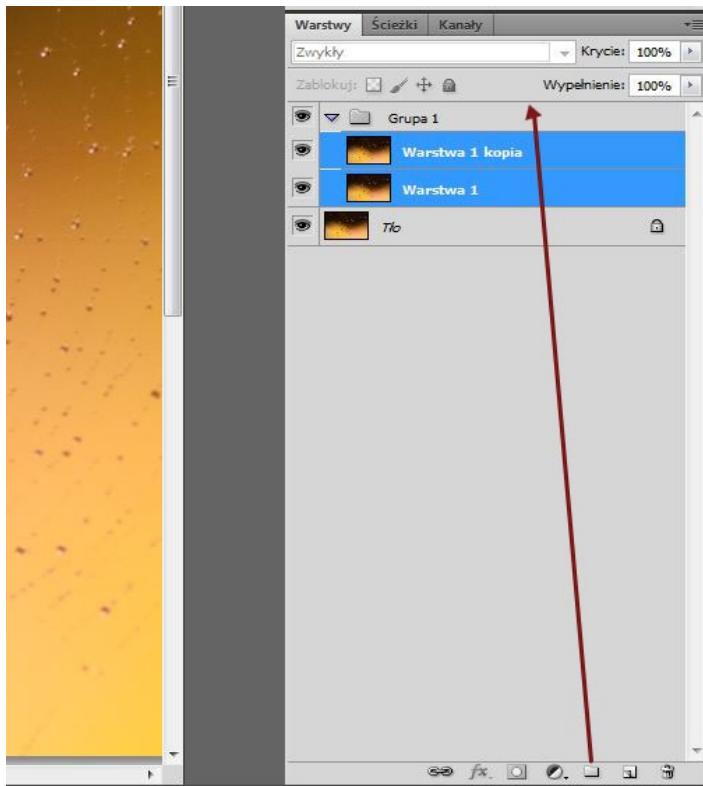 Warstwy Ścieżki Kanały
Zwykły Krycie: 100%
Zablokuj: Wypełnienie: 100%
Grupa 1
Warstwa 1 kopia
Warstwa 1
Tło
fx.